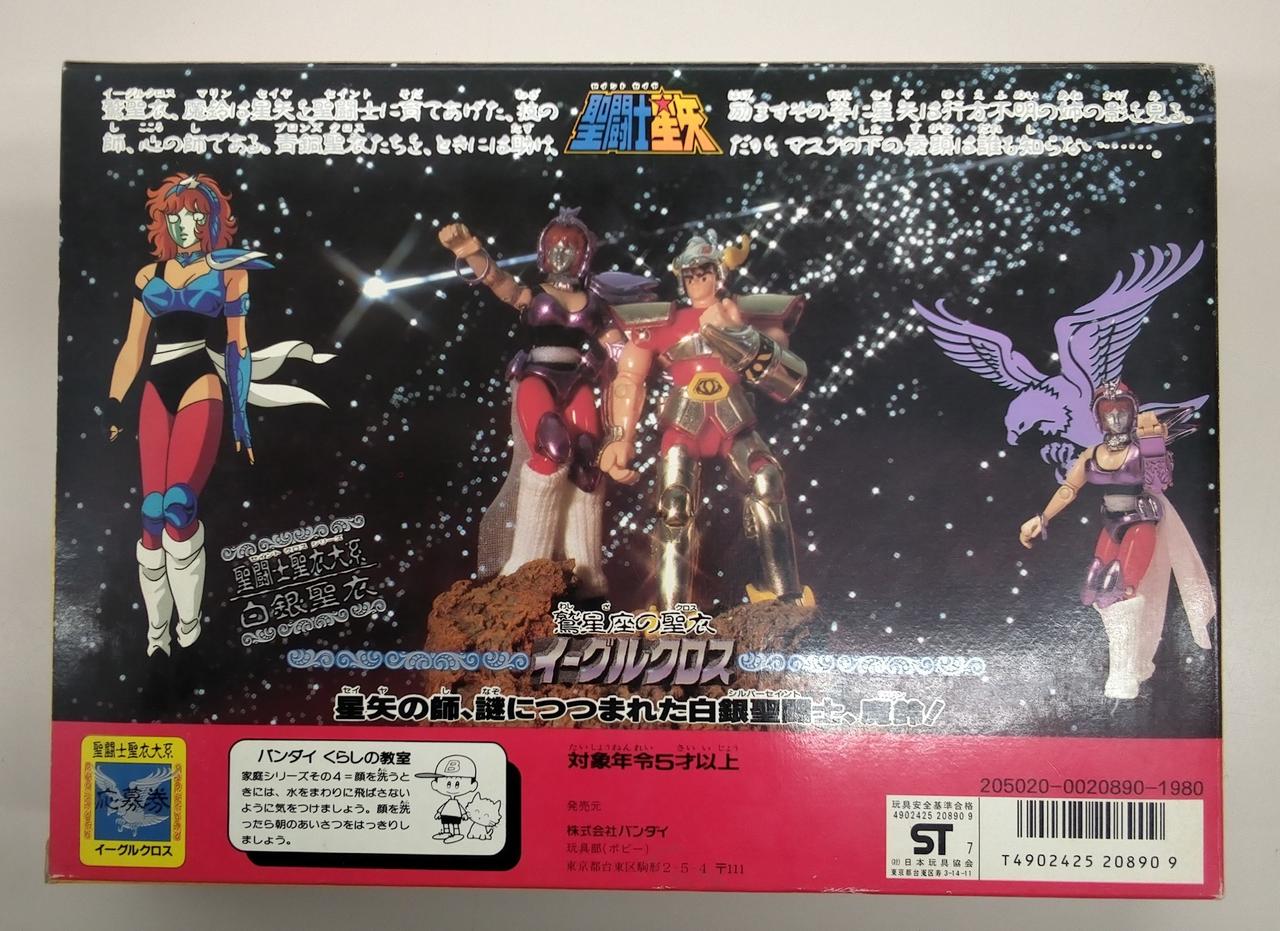 鷲聖衣、魔鈴は星矢を聖闘士に育てあげた、技の
師、心の師である。青銅聖衣たちを、ときには助け、
聖闘士星矢
励ますその姿に星矢は行方不明の姉の影を見る。
だが、マスクの下の素顔は誰も知らない………。
聖闘士聖衣大系
白銀聖衣
鷲星座の聖衣
イーグルクロス
星矢の師、謎につつまれた白銀聖闘士、魔鈴!
聖闘士聖衣大系
応募券
イーグルクロス
バンダイ くらしの教室
家庭シリーズその4=顔を洗うと
きには、水をまわりに飛ばさない
ように気をつけましょう。顔を洗
ったら朝のあいさつをはっきりし
ましょう。
B
対象年令5才以上
発売元
株式会社バンダイ
玩具部(ポピー)
東京都台東区駒形2-5-4 〒111
205020-0020890-1980
玩具安全基準合格
4902425 20890 9
ST 7
(社)日本玩具協会
東京都台東区寿3-14-11
T4902425 20890 9